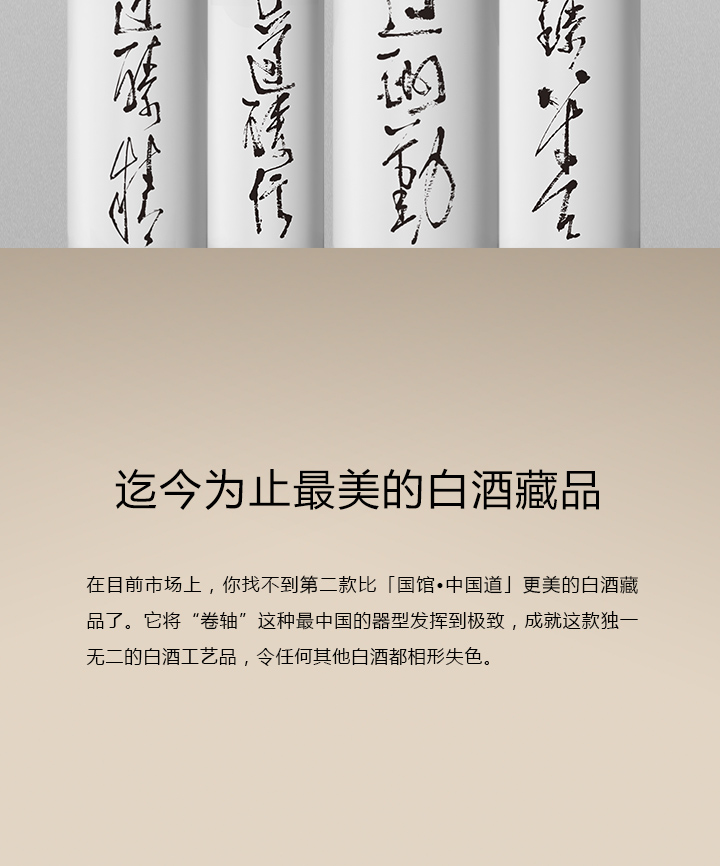 精
信
勤
迄今为止最美的白酒藏品
在目前市场上，你找不到第二款比「国馆•中国道」更美的白酒藏
品了。它将“卷轴”这种最中国的器型发挥到极致，成就这款独一
无二的白酒工艺品，令任何其他白酒都相形失色。